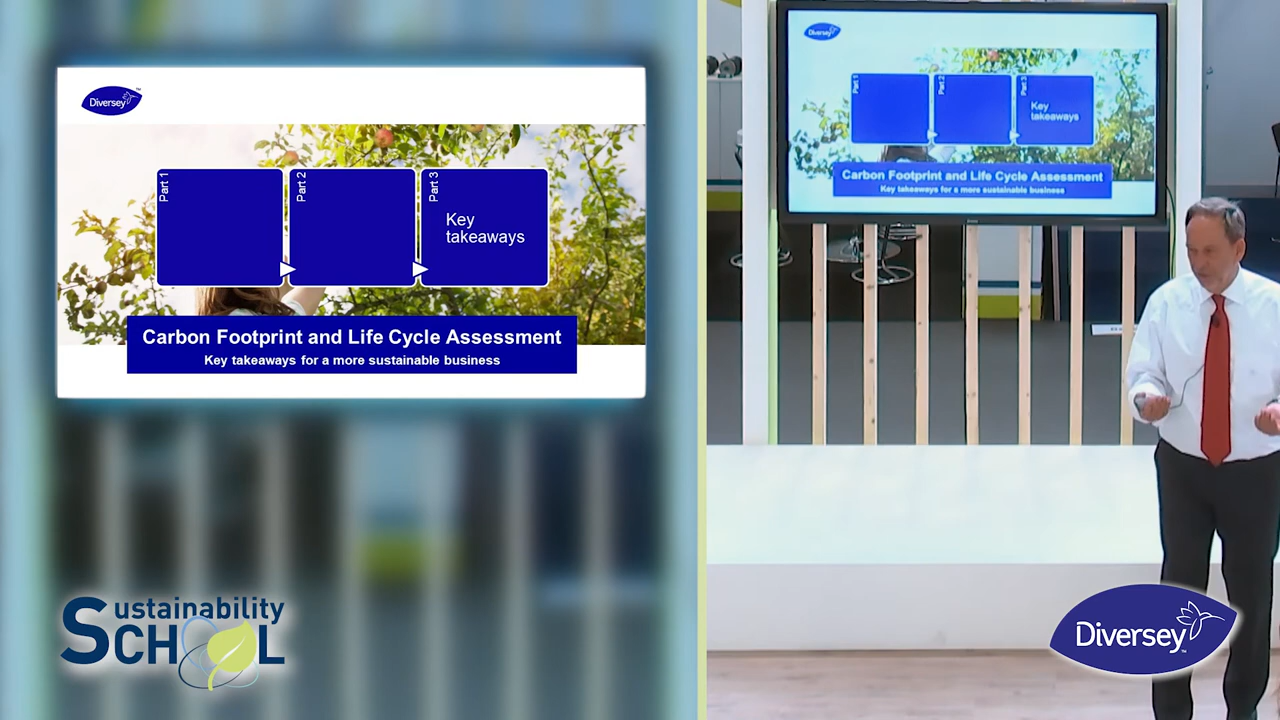 Diversey™
Part 1
Part 2
Part 3
Key
takeaways
Carbon Footprint and Life Cycle Assessment
Key takeaways for a more sustainable business
Sustainability
SCHOOL
Diversey
Part 1
Part 2
Part 3
Key
takeaways
Carbon Footprint and Life Cycle Assessment
Key takeaways for a more sustainable business
Diversey™